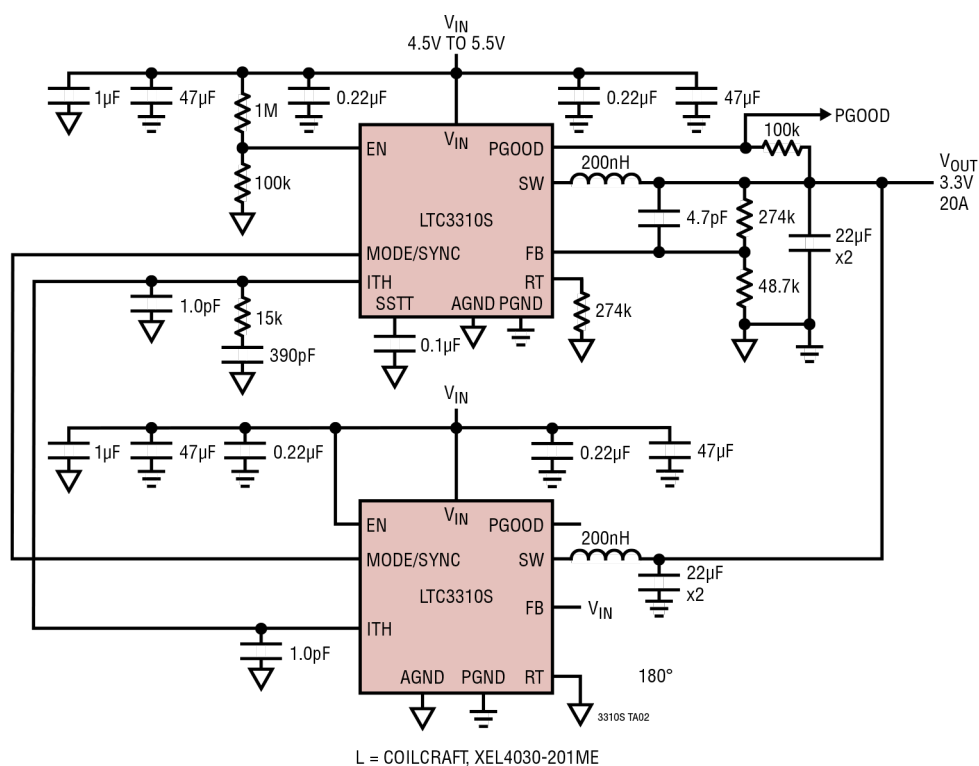 VIN
4.5V TO 5.5V
1µF
47µF
1M
0.22µF
0.22µF
47µF
PGOOD
100k
EN
VIN
PGOOD
200nH
SW
VOUT
3.3V
20A
100k
LTC3310S
4.7pF
274k
22µF
x2
MODE/SYNC
FB
ITH
RT
48.7k
1.0pF
15k
SSTT
AGND
PGND
274k
390pF
0.1µF
VIN
1µF
47µF
0.22µF
0.22µF
47µF
EN
VIN
PGOOD
200nH
MODE/SYNC
SW
22µF
x2
LTC3310S
FB
VIN
ITH
1.0pF
AGND
PGND
RT
180°
3310S TA02
L = COILCRAFT, XEL4030-201ME